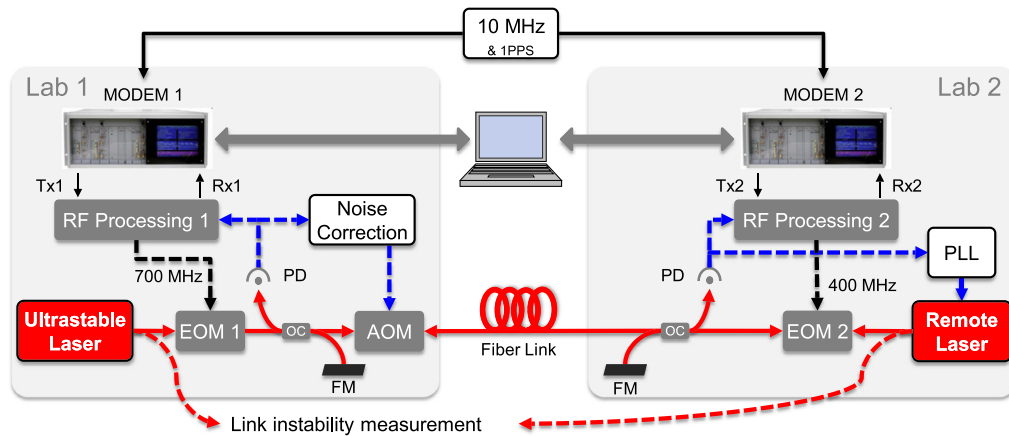 10 MHz
& 1PPS
Lab 1
Lab 2
MODEM 1
MODEM 2
Tx1
Rx1
Tx2
Rx2
RF Processing 1
Noise
Correction
RF Processing 2
PLL
700 MHz
PD
PD
400 MHz
Ultrastable
Laser
EOM 1
OC
AOM
Fiber Link
OC
EOM 2
Remote
Laser
FM
FM
Link instability measurement